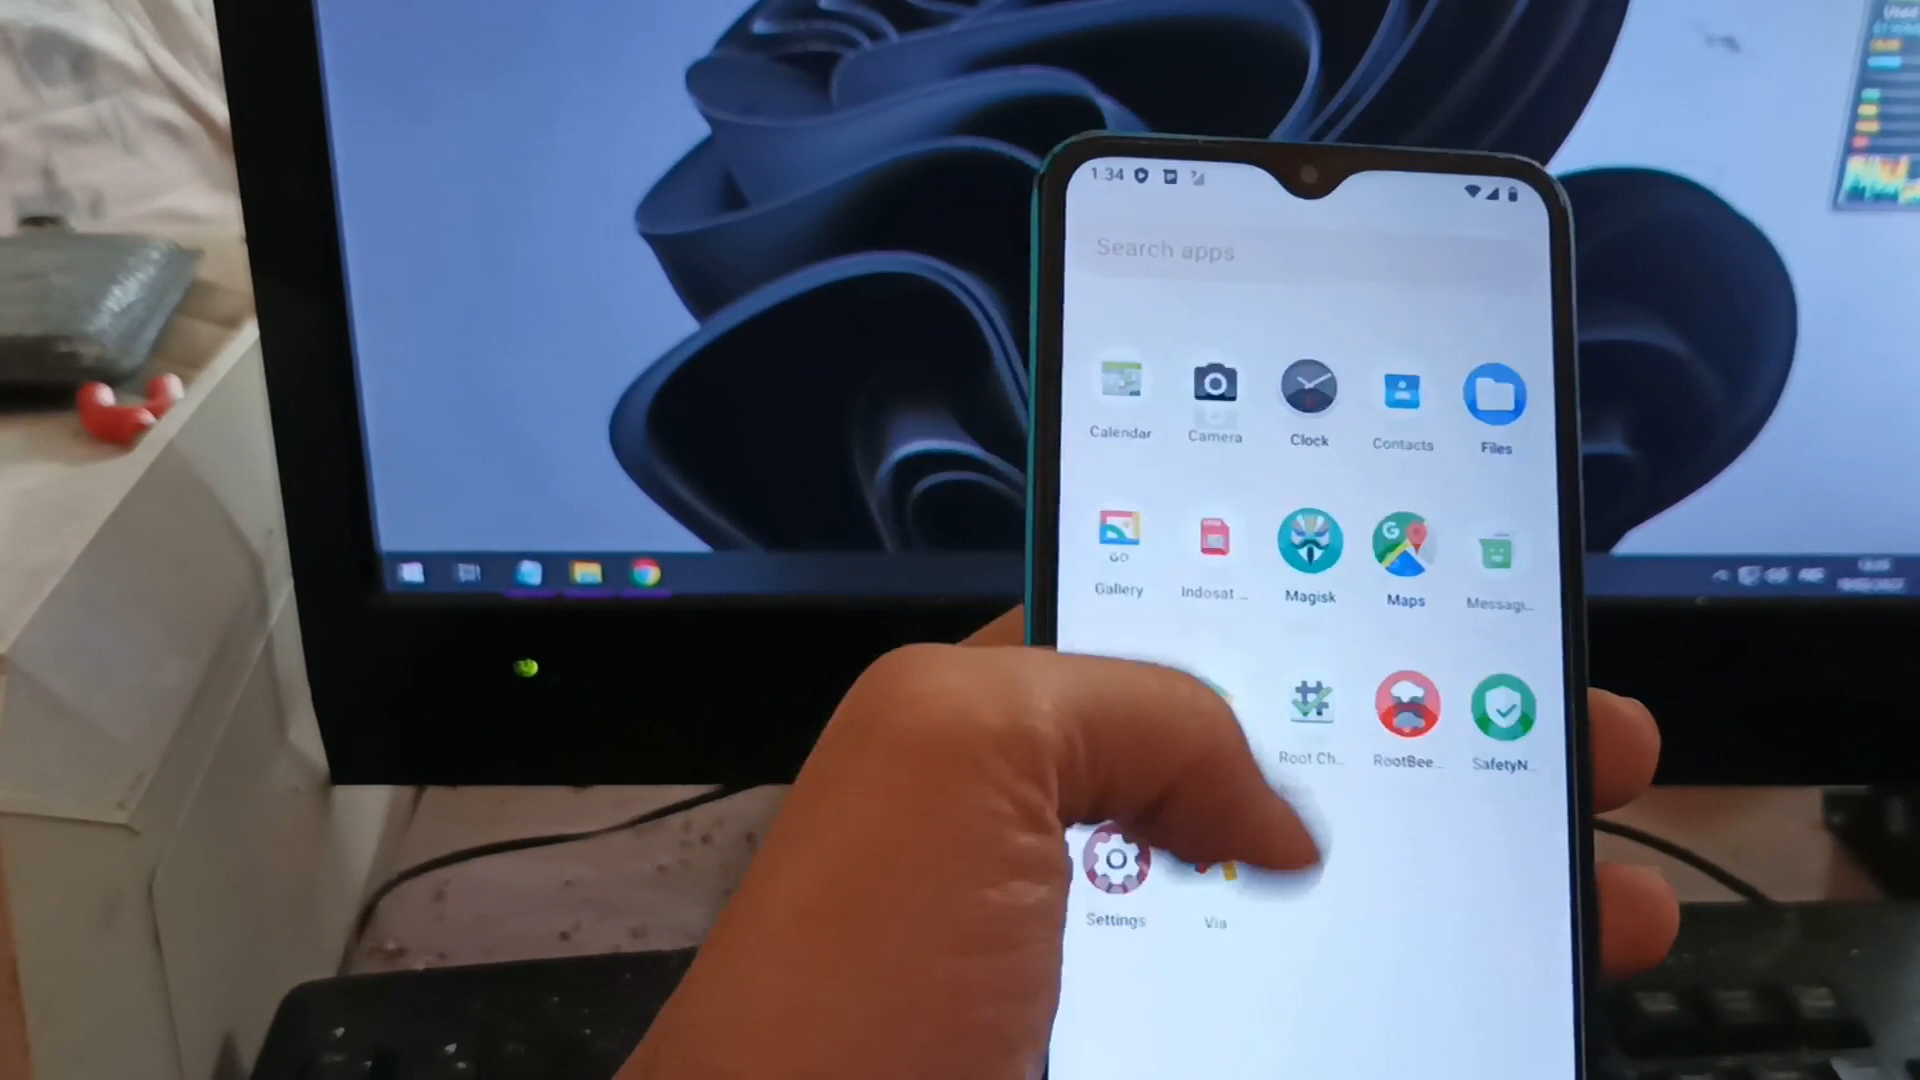 1:34
Search apps
Calendar
Camera
Clock
Contacts
Files
GO
Gallery
Indosat ...
Magisk
G
Maps
Messagi...
Root Ch...
RootBee...
SafetyN...
Settings
Via